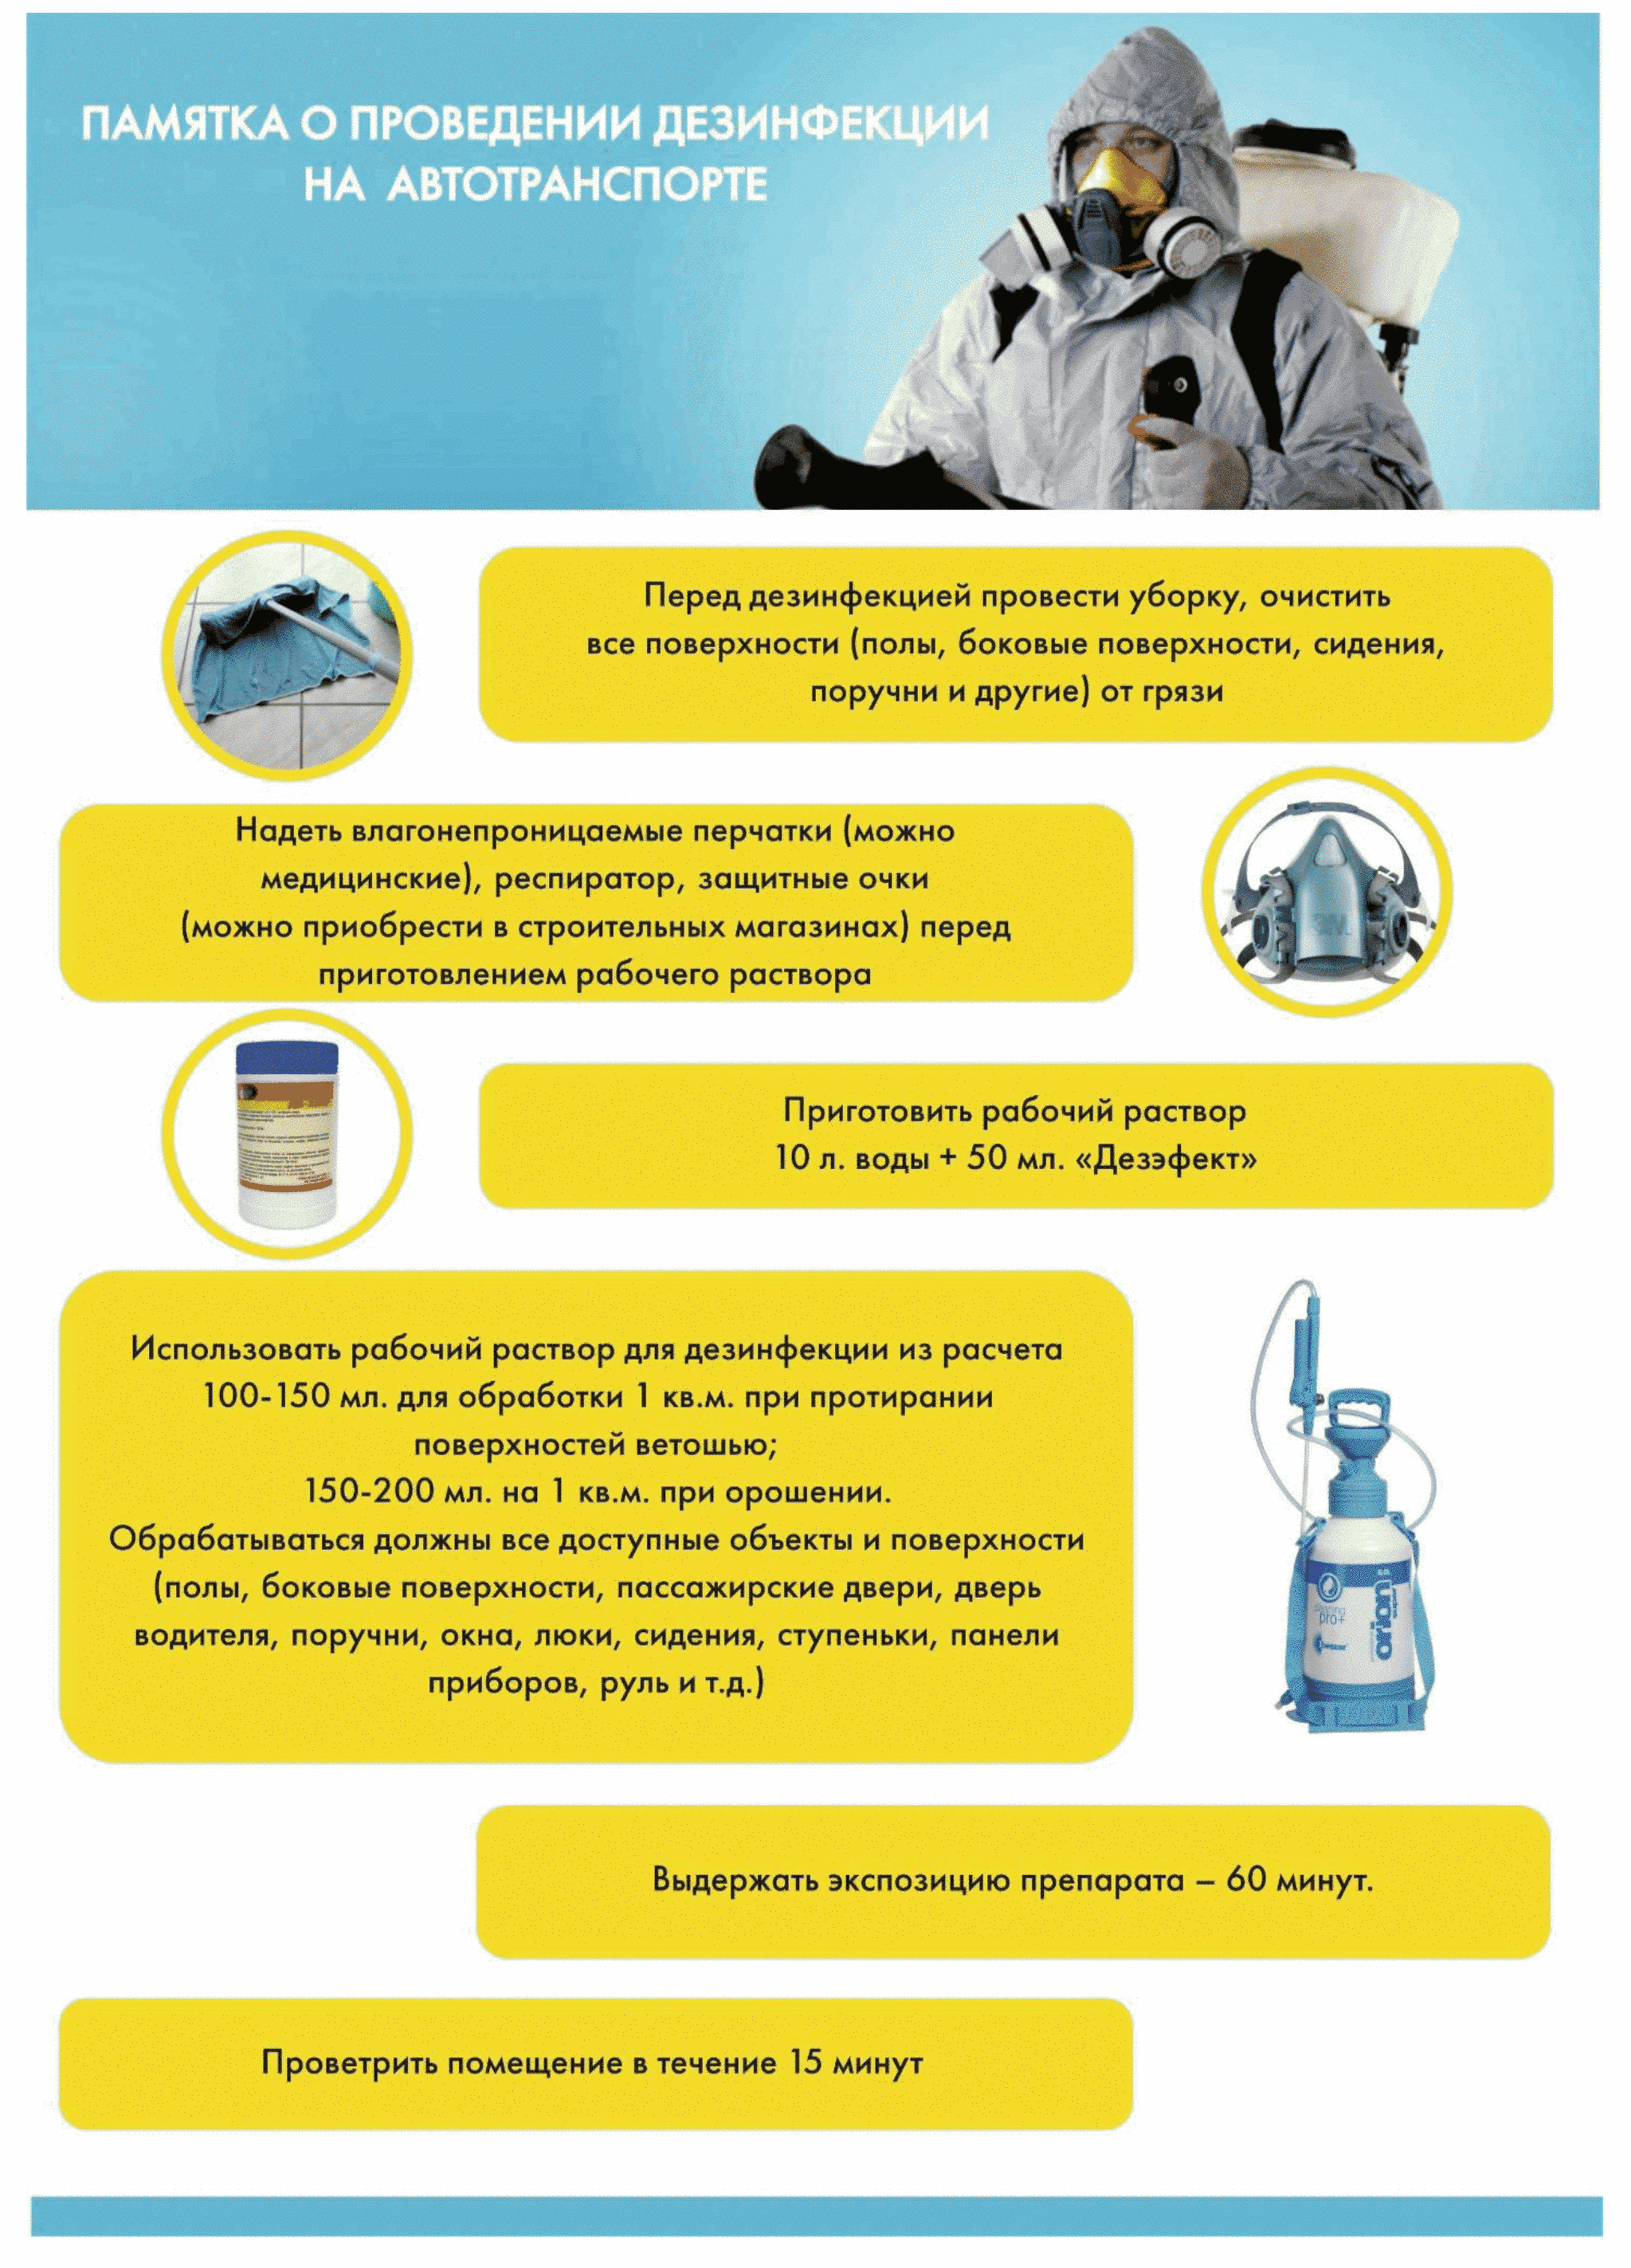 ПАМЯТКА О ПРОВЕДЕНИИ ДЕЗИНФЕКЦИИ
НА АВТОТРАНСПОРТЕ
Перед дезинфекцией провести уборку, очистить
все поверхности (полы, боковые поверхности, сидения,
поручни и другие) от грязи
Надеть влагонепроницаемые перчатки (можно
медицинские), респиратор, защитные очки
(можно приобрести в строительных магазинах) перед
приготовлением рабочего раствора
3M
Приготовить рабочий раствор
10 л. воды + 50 мл. «Дезэфект»
Использовать рабочий раствор для дезинфекции из расчета
100-150 мл. для обработки 1 кв.м. при протирании
поверхностей ветошью;
150-200 мл. на 1 кв.м. при орошении.
Обрабатываться должны все доступные объекты и поверхности
(полы, боковые поверхности, пассажирские двери, дверь
водителя, поручни, окна, люки, сидения, ступеньки, панели
приборов, руль и т.д.)
cleaning
pro+
orion
Выдержать экспозицию препарата – 60 минут.
Проветрить помещение в течение 15 минут